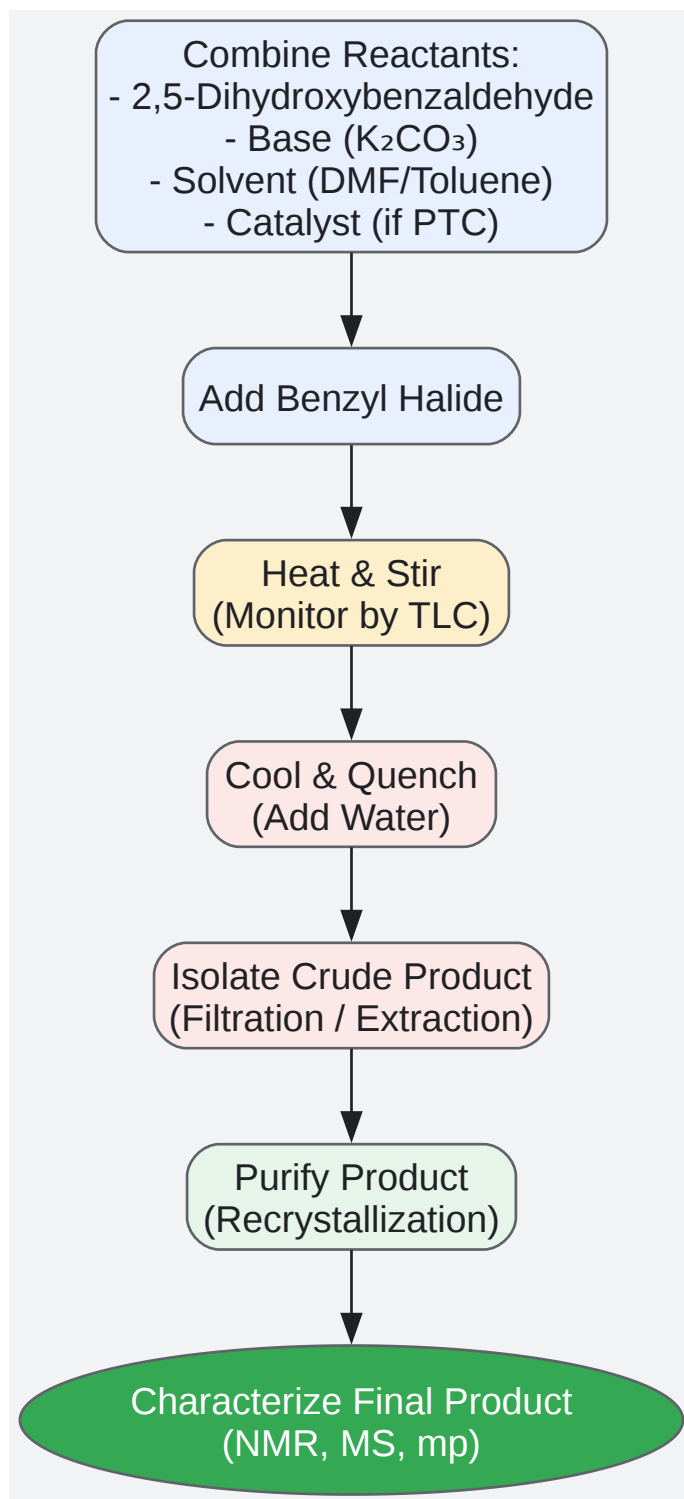 Combine Reactants:
- 2,5-Dihydroxybenzaldehyde
- Base (K₂CO₃)
- Solvent (DMF/Toluene)
- Catalyst (if PTC)
Add Benzyl Halide
Heat & Stir
(Monitor by TLC)
Cool & Quench
(Add Water)
Isolate Crude Product
(Filtration / Extraction)
Purify Product
(Recrystallization)
Characterize Final Product
(NMR, MS, mp)